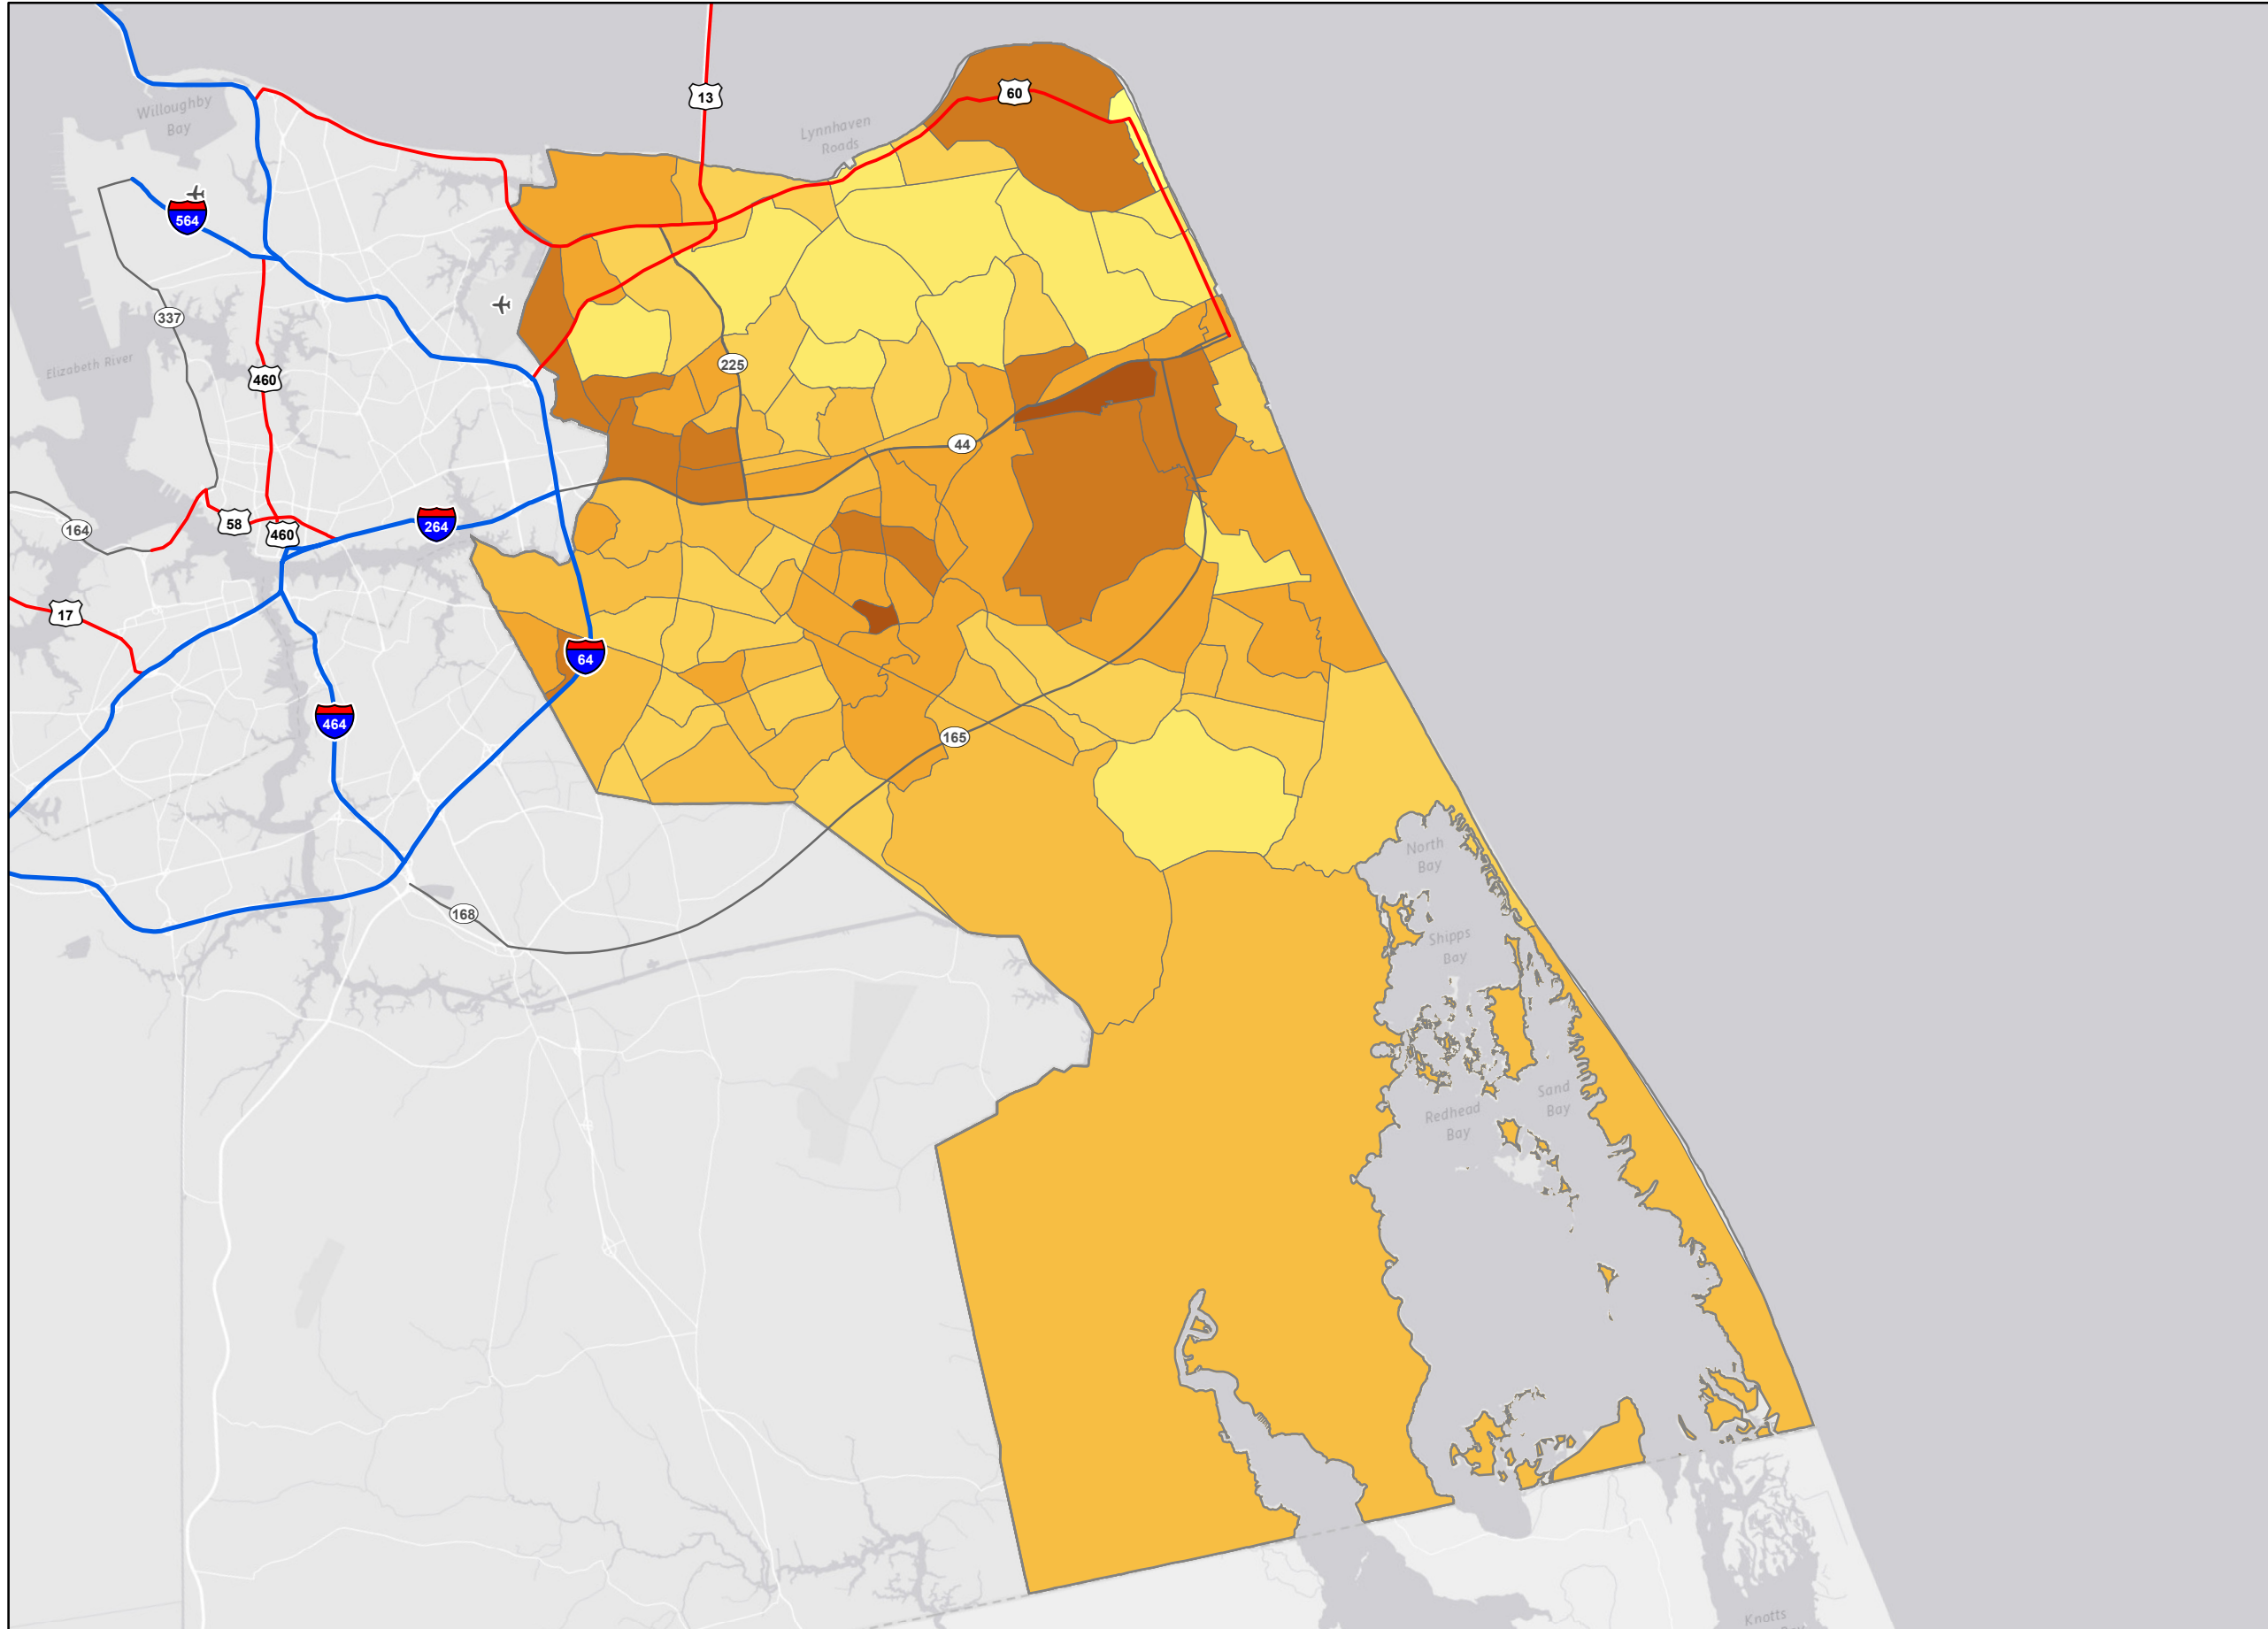 Willoughby
Bay
13
Lynnhaven
Roads
60
564
337
Elizabeth River
460
225
44
164
58
460
264
17
64
464
165
168
North
Bay
Shipps
Bay
Sand
Bay
Redhead
Bay
Knotts